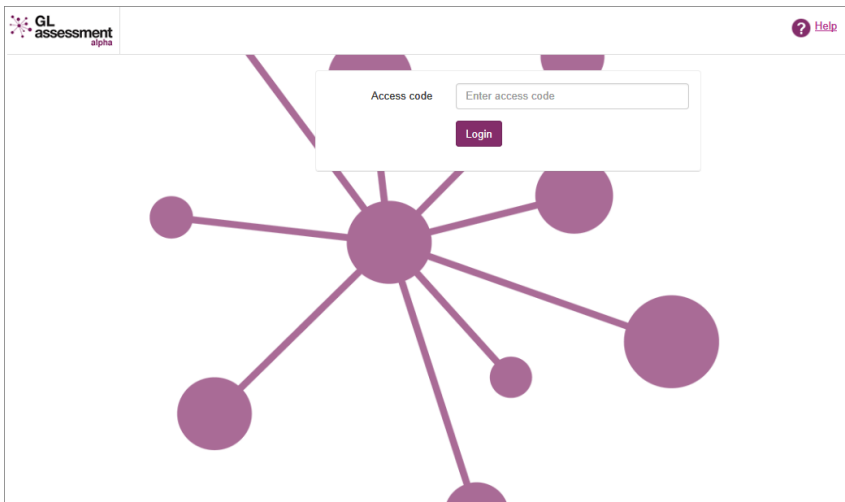 GL
assessment
alpha
? Help
Access code
Enter access code
Login